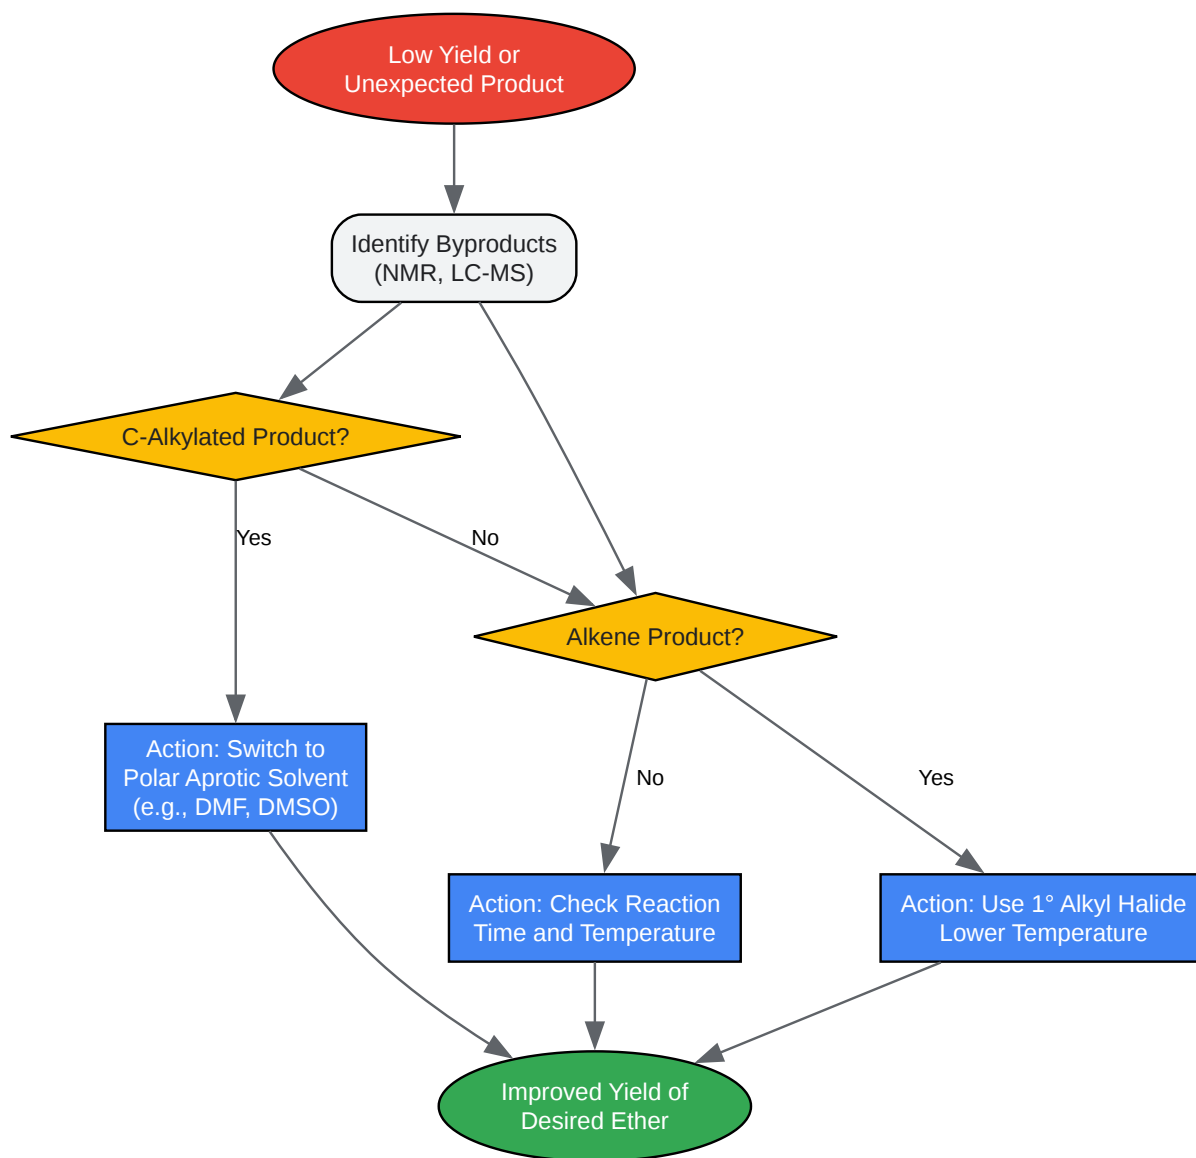 Low Yield or
Unexpected Product
Identify Byproducts
(NMR, LC-MS)
C-Alkylated Product?
Yes
No
Alkene Product?
Action: Switch to
Polar Aprotic Solvent
(e.g., DMF, DMSO)
No
Yes
Action: Check Reaction
Time and Temperature
Action: Use 1° Alkyl Halide
Lower Temperature
Improved Yield of
Desired Ether